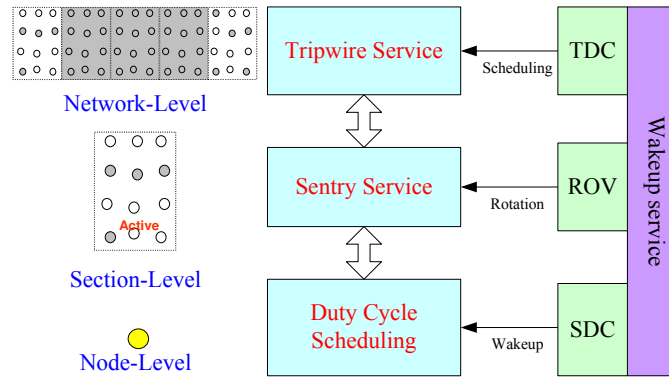 Tripwire Service
Scheduling
TDC
Network-Level
Sentry Service
Rotation
ROV
Wakeup service
Active
Section-Level
Duty Cycle
Scheduling
Wakeup
SDC
Node-Level